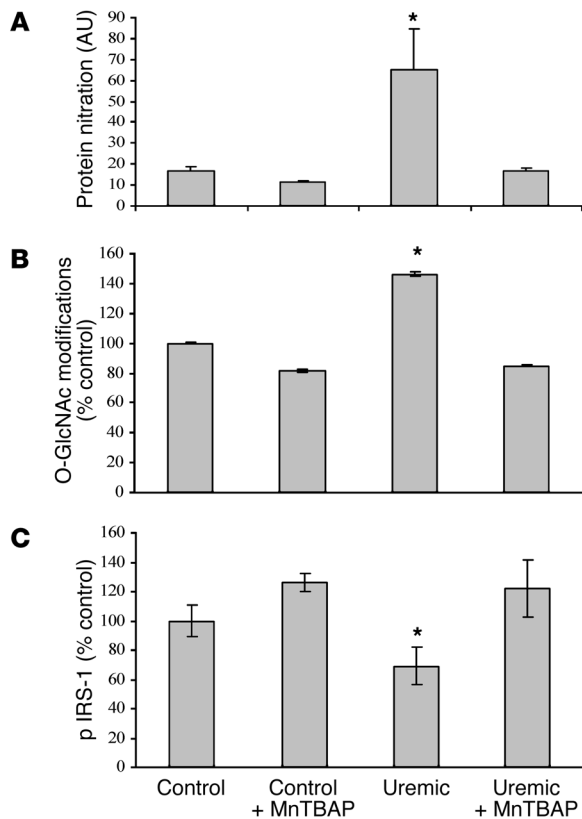 A
Protein nitration (AU)
90
80
70
60
50
40
30
20
10
0
*
B
O-GlcNAc modifications
(% control)
160
140
120
100
80
60
40
20
0
*
C
p IRS-1 (% control)
160
140
120
100
80
60
40
20
0
*
Control
Control
+ MnTBAP
Uremic
Uremic
+ MnTBAP